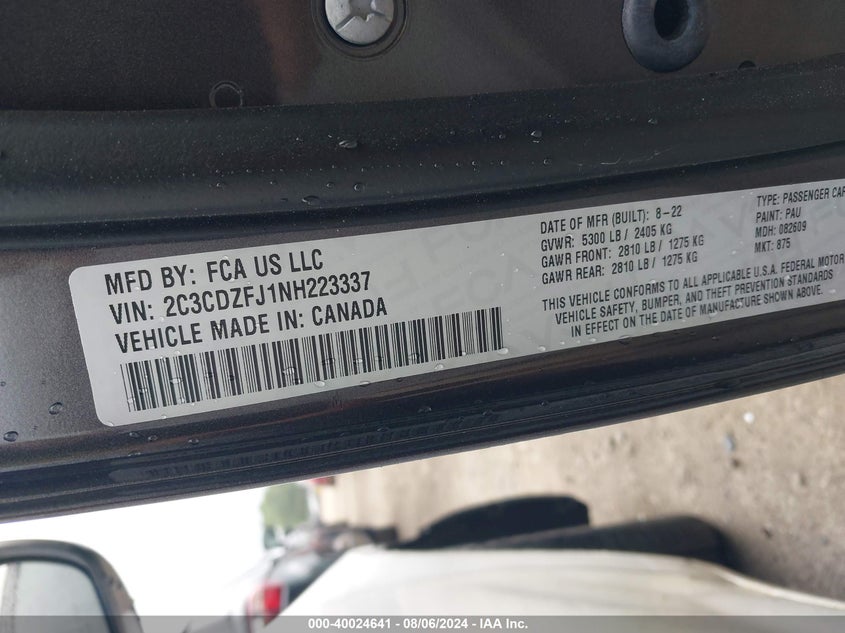 MFD BY: FCA US LLC
VIN: 2C3CDZFJ1NH223337
VEHICLE MADE IN: CANADA
DATE OF MFR (BUILT): 8-22
GVWR: 5300 LB / 2405 KG
GAWR FRONT: 2810 LB / 1275 KG
GAWR REAR: 2810 LB / 1275 KG
TYPE: PASSENGER CAR
PAINT: PAU
MDH: 082609
MKT: 875
THIS VEHICLE CONFORMS TO ALL APPLICABLE U.S.A. FEDERAL MOTOR
VEHICLE SAFETY, BUMPER, AND THEFT PREVENTION STANDARDS
IN EFFECT ON THE DATE OF MANUFACTURE SHOWN ABOVE.
000-40024641 - 08/06/2024 - IAA Inc.